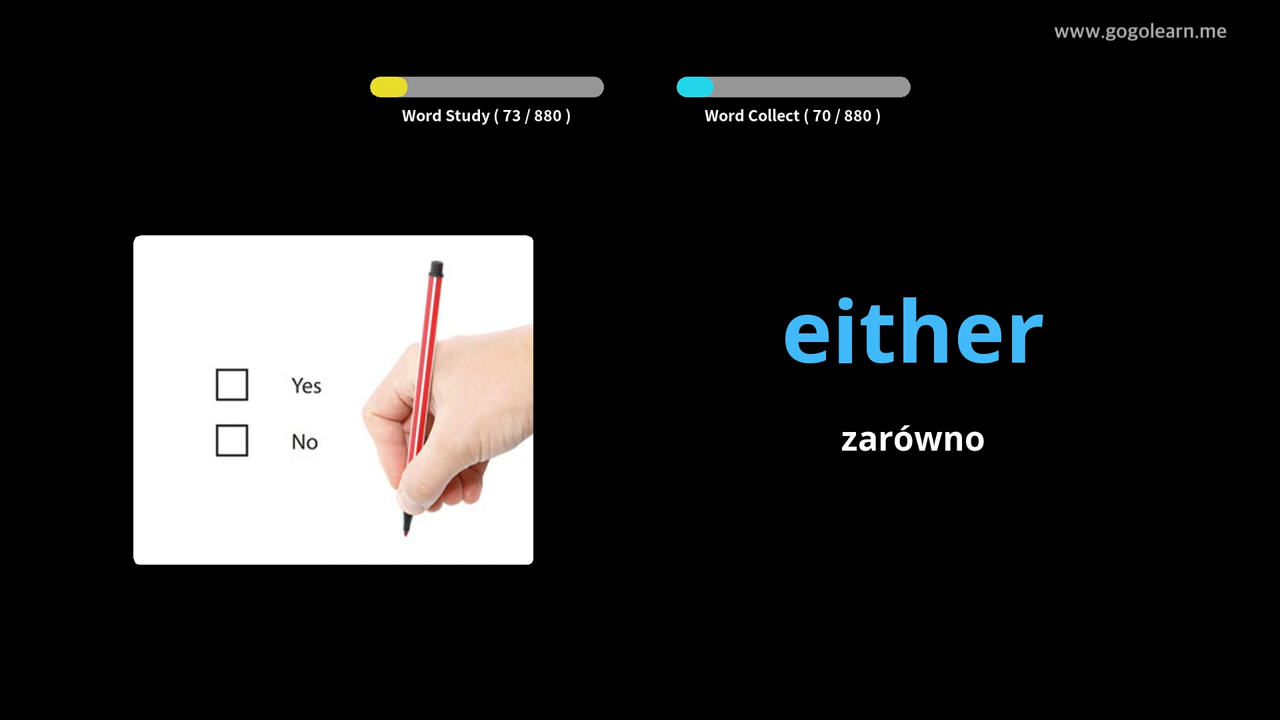 www.gogolearn.me
Word Study ( 73 / 880 )
Word Collect ( 70 / 880 )
Yes
No
either
zarówno